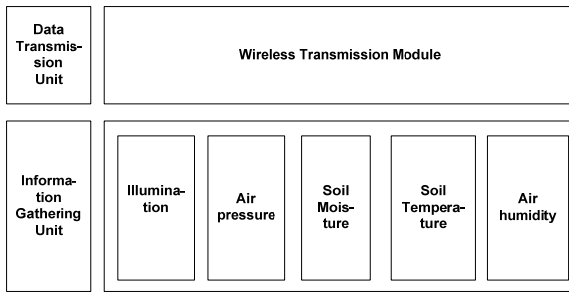 Data
Transmis-
sion
Unit
Wireless Transmission Module
Informa-
tion
Gathering
Unit
Illumina-
tion
Air
pressure
Soil
Mois-
ture
Soil
Tempera-
ture
Air
humidity